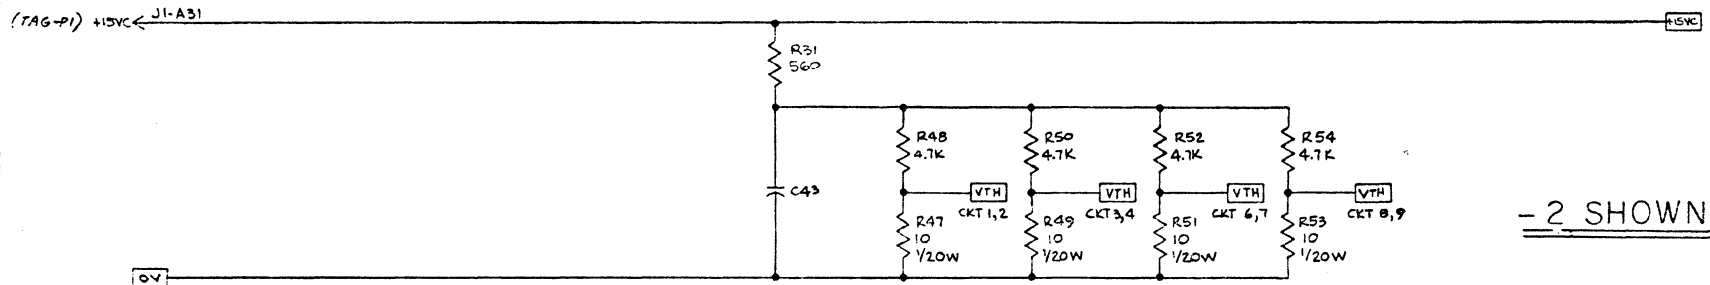 (TAG-P1) +15VC J1-A31
+15VC
R31
560
R48
4.7K
R50
4.7K
R52
4.7K
R54
4.7K
C43
VTH
CKT 1,2
VTH
CKT 3,4
VTH
CKT 6,7
VTH
CKT 8,9
R47
10
1/20W
R49
10
1/20W
R51
10
1/20W
R53
10
1/20W
-2 SHOWN
0V